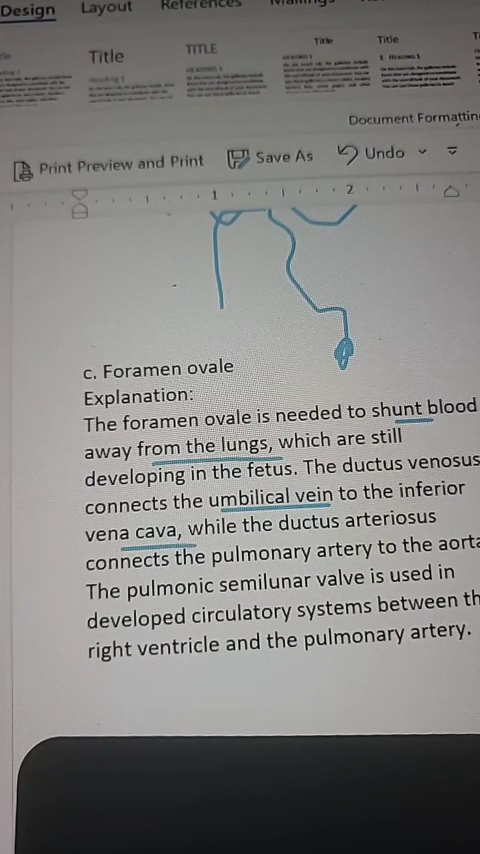 Design Layout References
Title TITLE Title Title
Document Formatting
Print Preview and Print Save As Undo
1 2
c. Foramen ovale
Explanation:
The foramen ovale is needed to shunt blood
away from the lungs, which are still
developing in the fetus. The ductus venosus
connects the umbilical vein to the inferior
vena cava, while the ductus arteriosus
connects the pulmonary artery to the aorta
The pulmonic semilunar valve is used in
developed circulatory systems between th
right ventricle and the pulmonary artery.